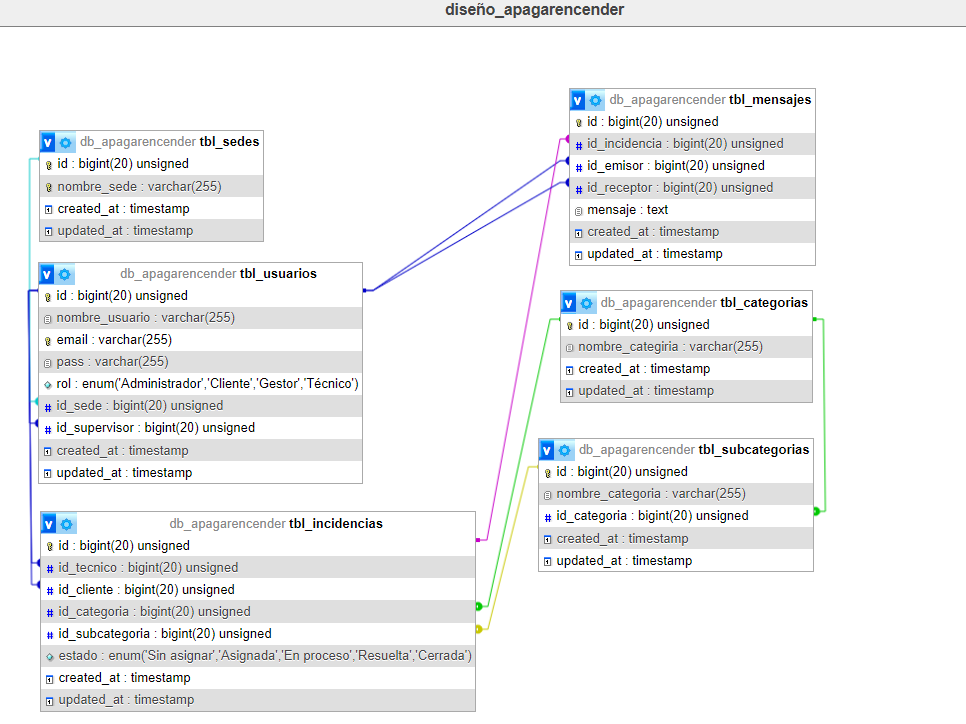 diseño_apagarencender
db_apagarencender tbl_sedes
id : bigint(20) unsigned
nombre_sede : varchar(255)
created_at : timestamp
updated_at : timestamp
db_apagarencender tbl_usuarios
id : bigint(20) unsigned
nombre_usuario : varchar(255)
email : varchar(255)
pass : varchar(255)
rol : enum('Administrador','Cliente','Gestor','Técnico')
id_sede : bigint(20) unsigned
id_supervisor : bigint(20) unsigned
created_at : timestamp
updated_at : timestamp
db_apagarencender tbl_incidencias
id : bigint(20) unsigned
id_tecnico : bigint(20) unsigned
id_cliente : bigint(20) unsigned
id_categoria : bigint(20) unsigned
id_subcategoria : bigint(20) unsigned
estado : enum('Sin asignar','Asignada','En proceso','Resuelta','Cerrada')
created_at : timestamp
updated_at : timestamp
db_apagarencender tbl_mensajes
id : bigint(20) unsigned
id_incidencia : bigint(20) unsigned
id_emisor : bigint(20) unsigned
id_receptor : bigint(20) unsigned
mensaje : text
created_at : timestamp
updated_at : timestamp
db_apagarencender tbl_categorias
id : bigint(20) unsigned
nombre_categiria : varchar(255)
created_at : timestamp
updated_at : timestamp
db_apagarencender tbl_subcategorias
id : bigint(20) unsigned
nombre_categoria : varchar(255)
id_categoria : bigint(20) unsigned
created_at : timestamp
updated_at : timestamp